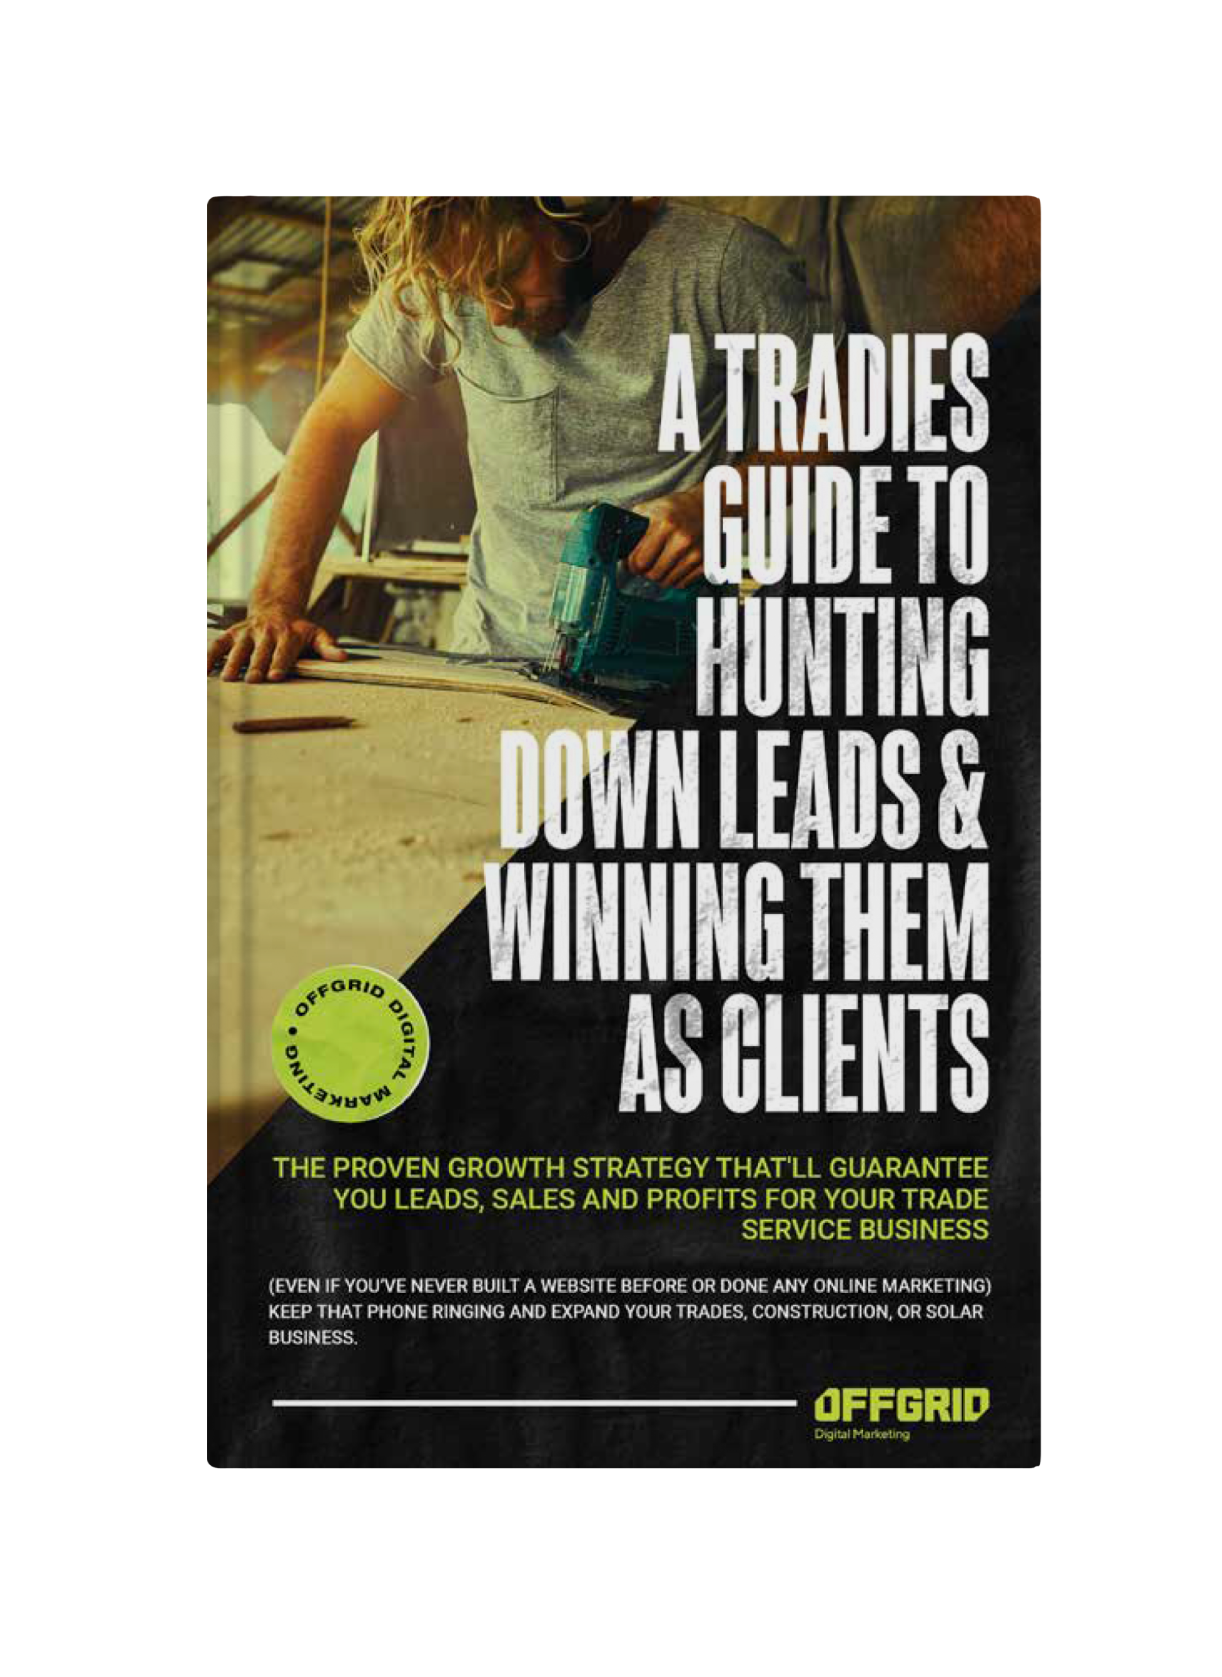 A TRADIES
GUIDE TO
HUNTING
DOWN LEADS &
WINNING THEM
AS CLIENTS
OFFGRID DIGITAL MARKETING •
THE PROVEN GROWTH STRATEGY THAT'LL GUARANTEE
YOU LEADS, SALES AND PROFITS FOR YOUR TRADE
SERVICE BUSINESS
(EVEN IF YOU'VE NEVER BUILT A WEBSITE BEFORE OR DONE ANY ONLINE MARKETING)
KEEP THAT PHONE RINGING AND EXPAND YOUR TRADES, CONSTRUCTION, OR SOLAR
BUSINESS.
OFFGRID
Digital Marketing